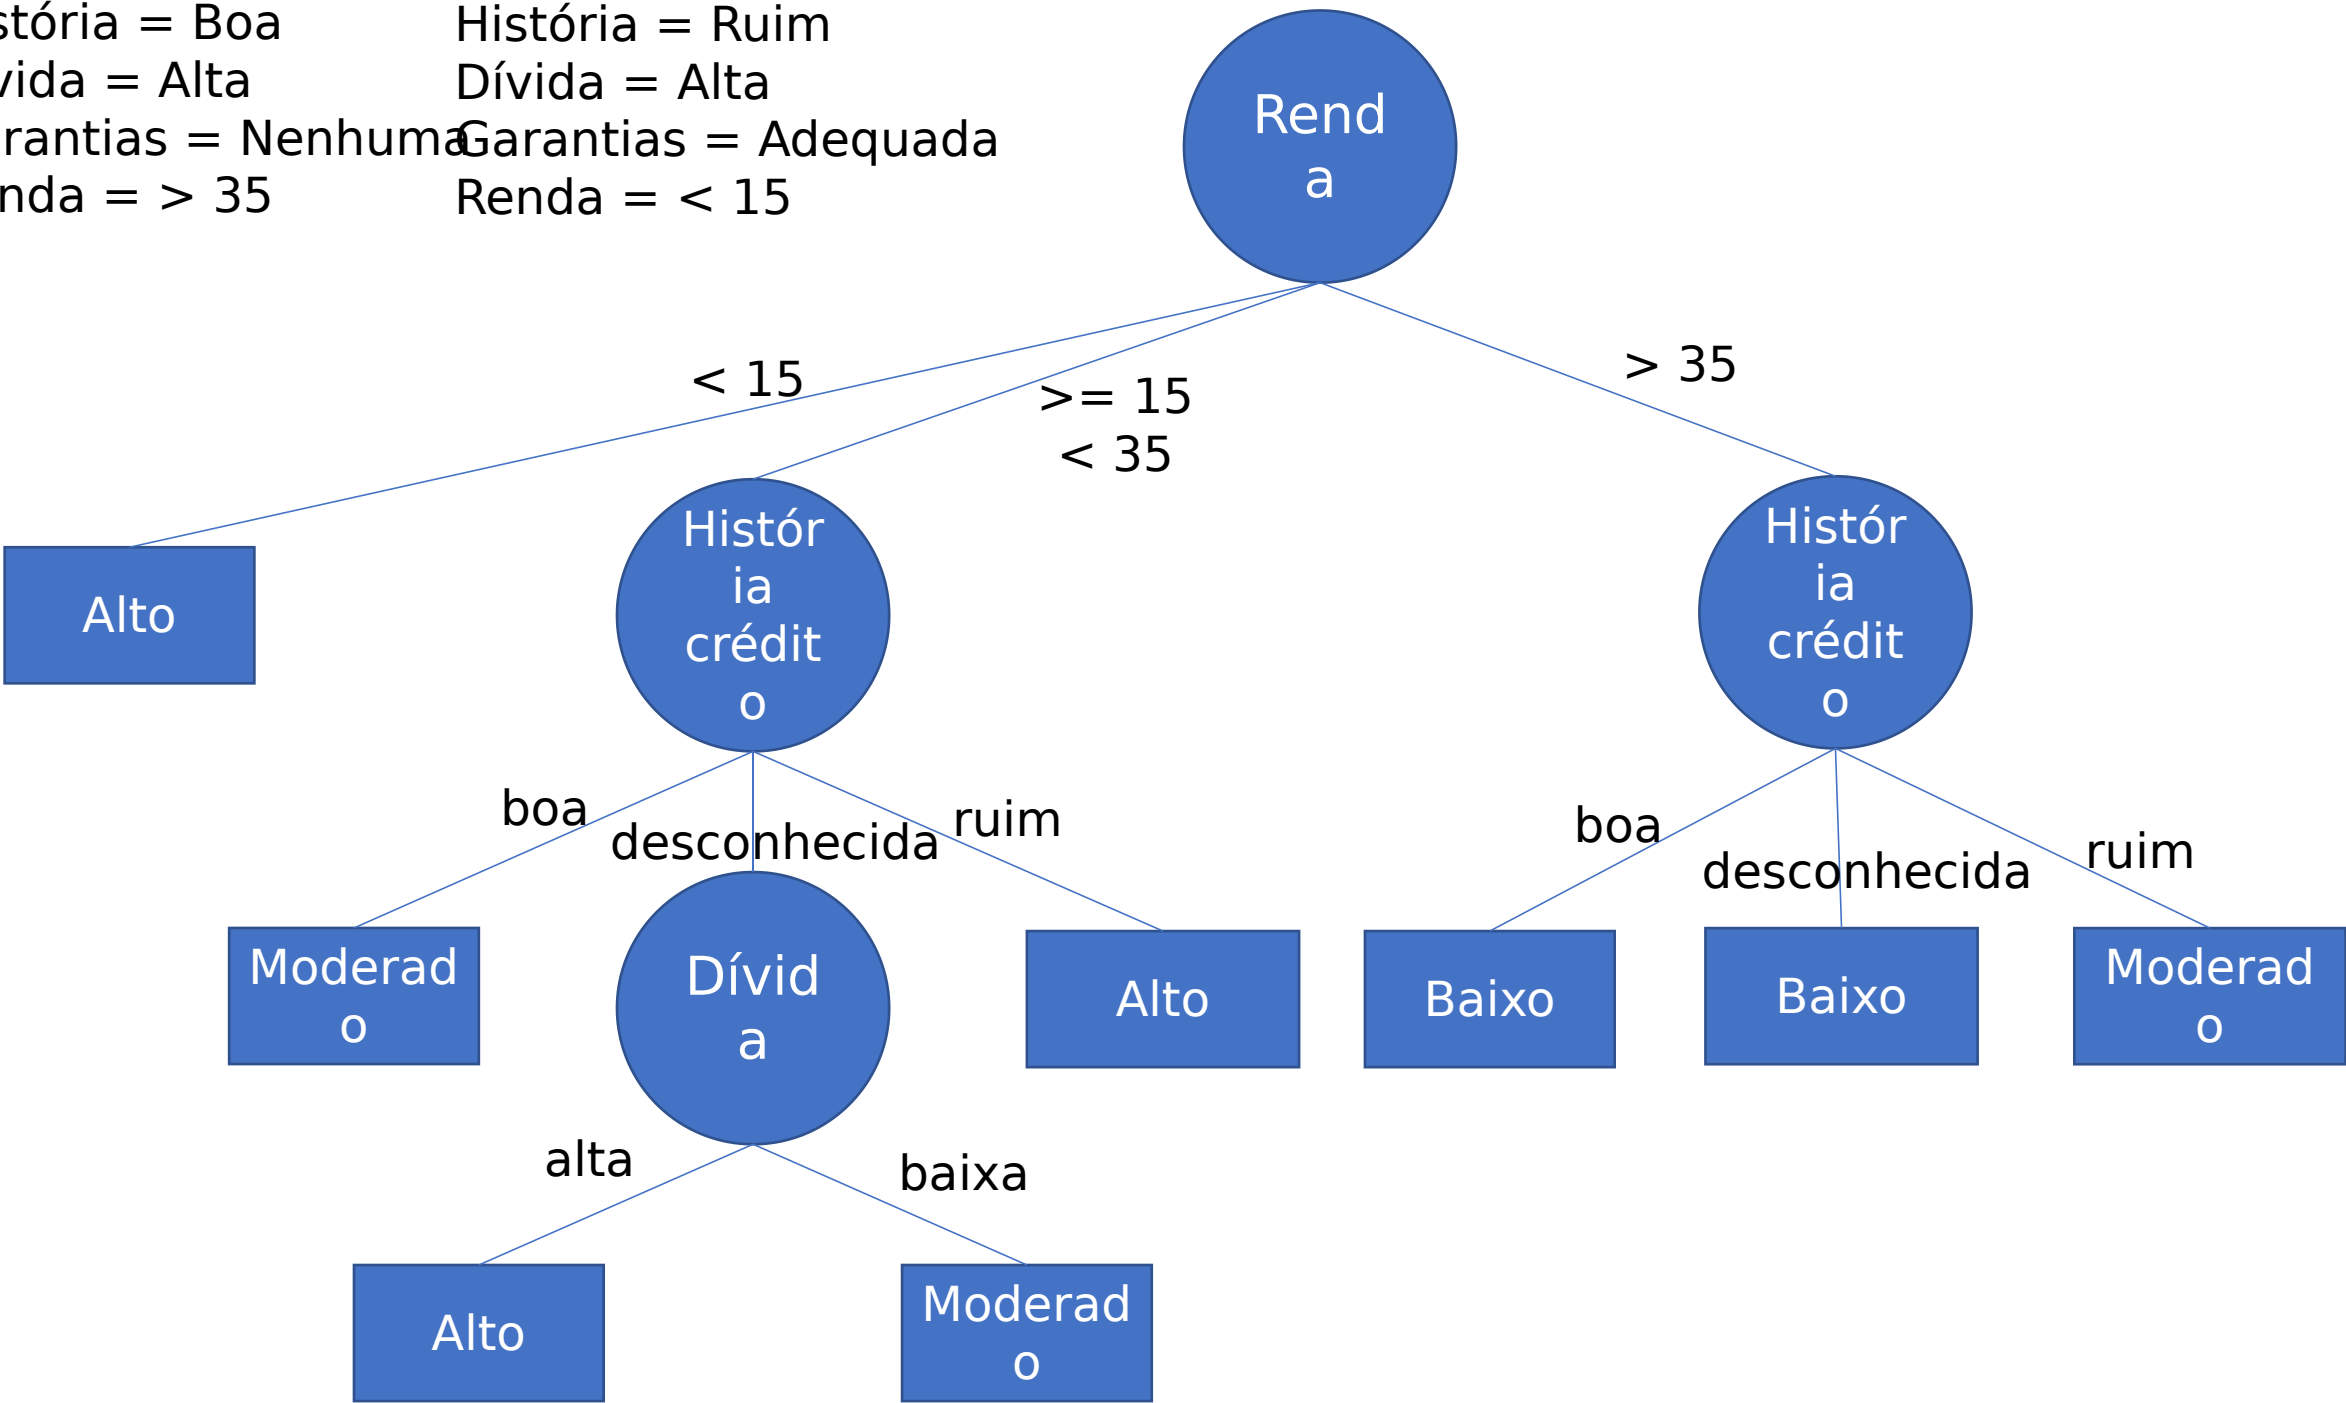 stória = Boa
vida = Alta
rantias = Nenhuma
nda = > 35
História = Ruim
Dívida = Alta
Garantias = Adequada
Renda = < 15
Rend
a
< 15
>= 15
< 35
> 35
Alto
Histór
ia
crédit
o
Histór
ia
crédit
o
boa
desconhecida
ruim
boa
desconhecida
ruim
Moderad
o
Dívid
a
Alto
Baixo
Baixo
Moderad
o
alta
baixa
Alto
Moderad
o